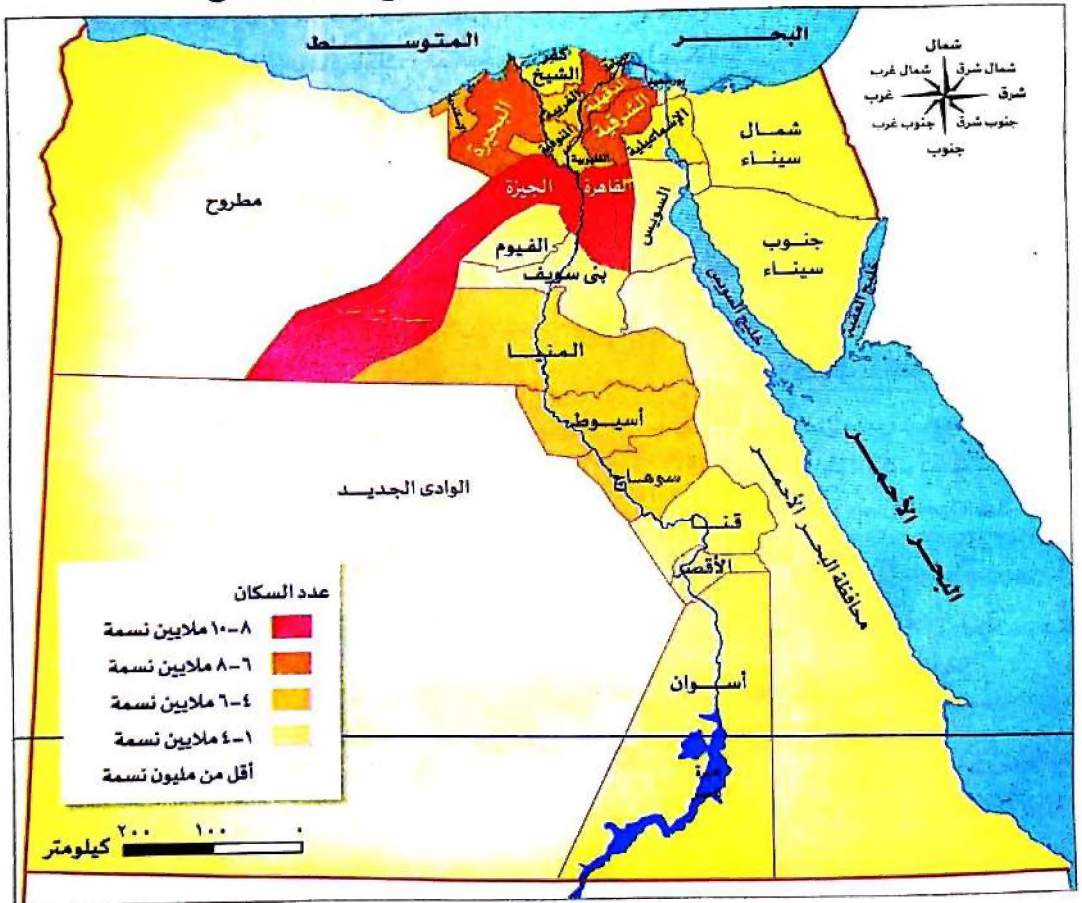 البحر المتوسط
شمال
شمال شرق
شمال غرب
شرق
غرب
جنوب شرق
جنوب غرب
جنوب
كفر
الشيخ
الدقهلية
الغربية
الشرقية
البحيرة
المنوفية
القليوبية
الإسماعيلية
بورسعيد
شمال
سيناء
القاهرة
الجيزة
السويس
مطروح
جنوب
سيناء
الفيوم
بنى سويف
خليج السويس
خليج العقبة
المنيا
أسيوط
سوهاج
الوادى الجديد
قنا
الأقصر
محافظة البحر الأحمر
البحر الأحمر
أسوان
عدد السكان
٨-١٠ ملايين نسمة
٦-٨ ملايين نسمة
٤-٦ ملايين نسمة
١-٤ ملايين نسمة
أقل من مليون نسمة
٠ ١٠٠ ٢٠٠ كيلومتر